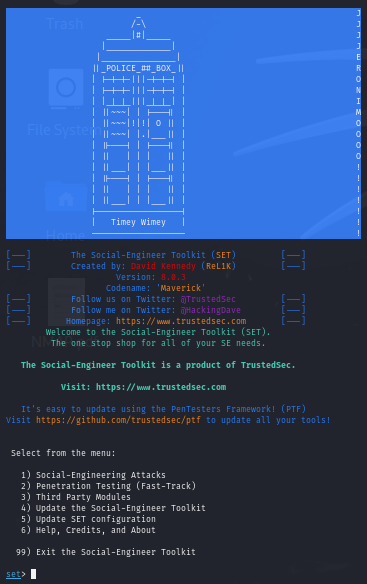 _POLICE_##_BOX_
Timey Wimey
J
J
J
J
E
R
O
N
I
M
O
O
O
O
O
!
!
!
!
!
!
!
[---] The Social-Engineer Toolkit (SET) [---]
[---] Created by: David Kennedy (ReL1K) [---]
Version: 8.0.3
Codename: 'Maverick'
[---] Follow us on Twitter: @TrustedSec [---]
[---] Follow me on Twitter: @HackingDave [---]
[---] Homepage: https://www.trustedsec.com [---]
Welcome to the Social-Engineer Toolkit (SET).
The one stop shop for all of your SE needs.
The Social-Engineer Toolkit is a product of TrustedSec.
Visit: https://www.trustedsec.com
It's easy to update using the PenTesters Framework! (PTF)
Visit https://github.com/trustedsec/ptf to update all your tools!
Select from the menu:
1) Social-Engineering Attacks
2) Penetration Testing (Fast-Track)
3) Third Party Modules
4) Update the Social-Engineer Toolkit
5) Update SET configuration
6) Help, Credits, and About
99) Exit the Social-Engineer Toolkit
set>
Trash
File System
Home